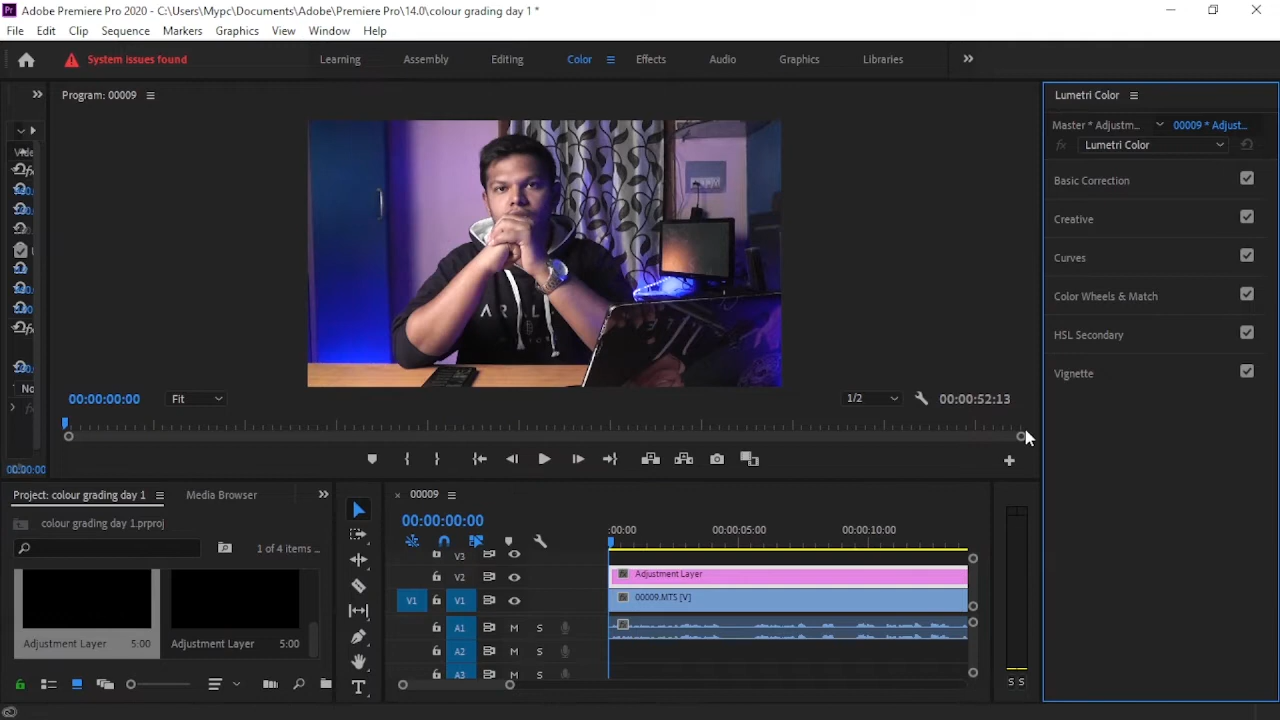 Adobe Premiere Pro 2020 - C:\Users\Mypc\Documents\Adobe\Premiere Pro\14.0\colour grading day 1 *
File Edit Clip Sequence Markers Graphics View Window Help
System issues found Learning Assembly Editing Color Effects Audio Graphics Libraries
Program: 00009
Lumetri Color
Master * Adjustm... 00009 * Adjust...
fx Lumetri Color
Basic Correction
Creative
Curves
Color Wheels & Match
HSL Secondary
Vignette
00:00:00:00 Fit 1/2 00:00:52:13
No
00:00:00
Project: colour grading day 1 Media Browser
colour grading day 1.prproj
1 of 4 items ...
Adjustment Layer 5:00 Adjustment Layer 5:00
00009
00:00:00:00
:00:00 00:00:05:00 00:00:10:00
V3
V2 Adjustment Layer
V1 V1 00009.MTS [V]
A1 M S
A2 M S
A3 M S
S S